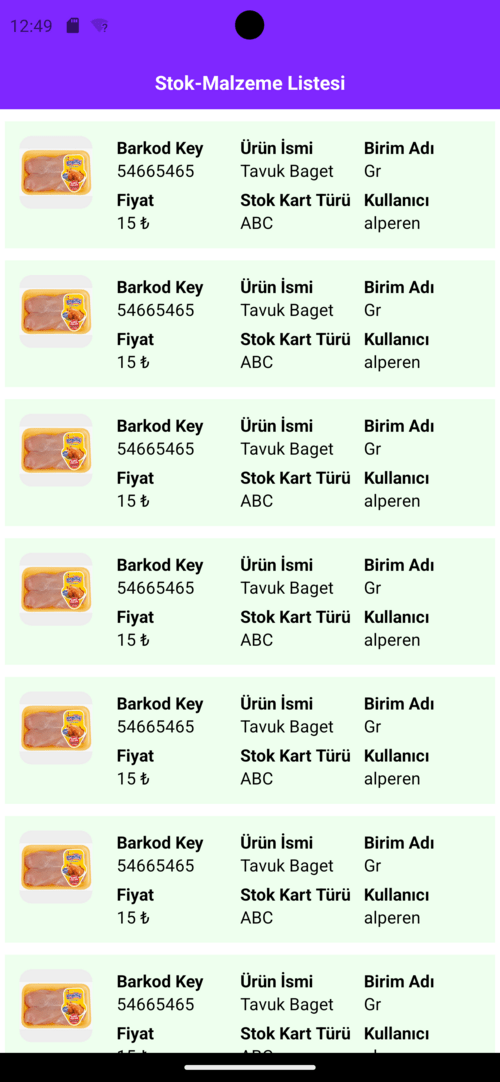 12:49
Stok-Malzeme Listesi
Barkod Key Ürün İsmi Birim Adı
54665465 Tavuk Baget Gr
Fiyat Stok Kart Türü Kullanıcı
15 ₺ ABC alperen
Barkod Key Ürün İsmi Birim Adı
54665465 Tavuk Baget Gr
Fiyat Stok Kart Türü Kullanıcı
15 ₺ ABC alperen
Barkod Key Ürün İsmi Birim Adı
54665465 Tavuk Baget Gr
Fiyat Stok Kart Türü Kullanıcı
15 ₺ ABC alperen
Barkod Key Ürün İsmi Birim Adı
54665465 Tavuk Baget Gr
Fiyat Stok Kart Türü Kullanıcı
15 ₺ ABC alperen
Barkod Key Ürün İsmi Birim Adı
54665465 Tavuk Baget Gr
Fiyat Stok Kart Türü Kullanıcı
15 ₺ ABC alperen
Barkod Key Ürün İsmi Birim Adı
54665465 Tavuk Baget Gr
Fiyat Stok Kart Türü Kullanıcı
15 ₺ ABC alperen
Barkod Key Ürün İsmi Birim Adı
54665465 Tavuk Baget Gr
Fiyat Stok Kart Türü Kullanıcı